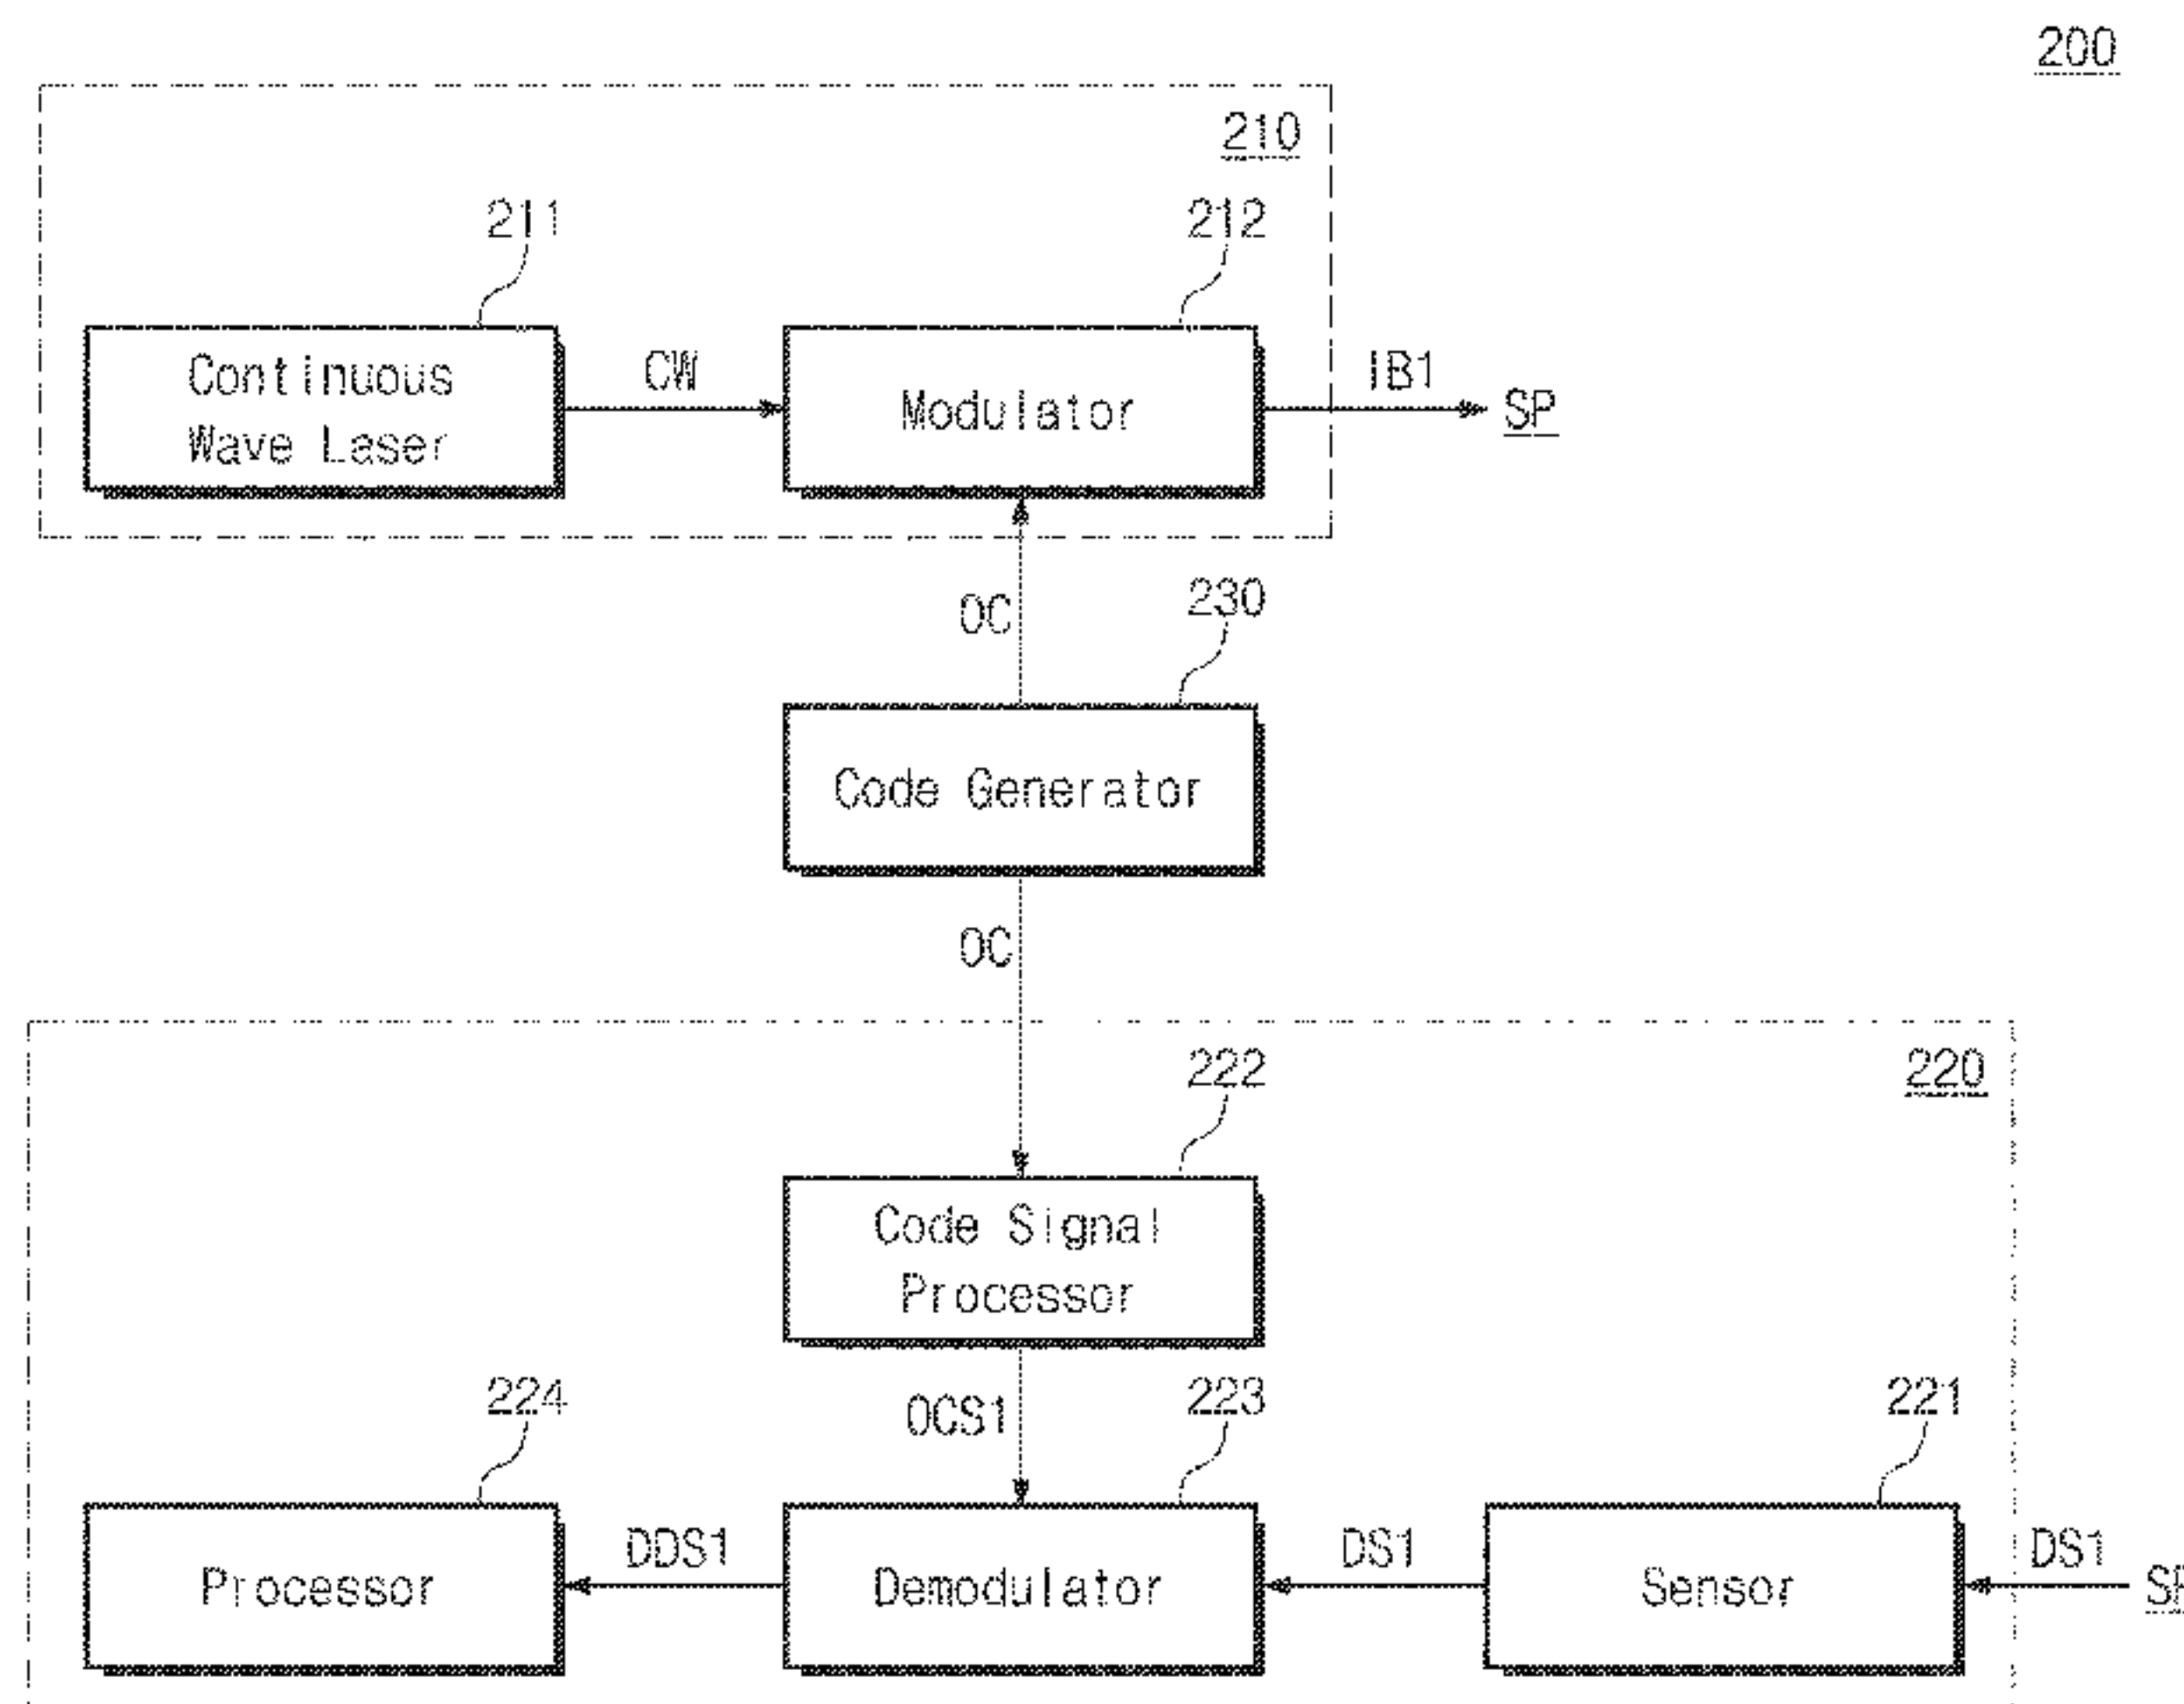 200
210
211
212
Continuous
Wave Laser
CW
Modulator
IB1
SP
OC
230
Code Generator
OC
220
222
Code Signal
Processor
224
OCS1
223
221
Processor
DDS1
Demodulator
DS1
Sensor
DS1